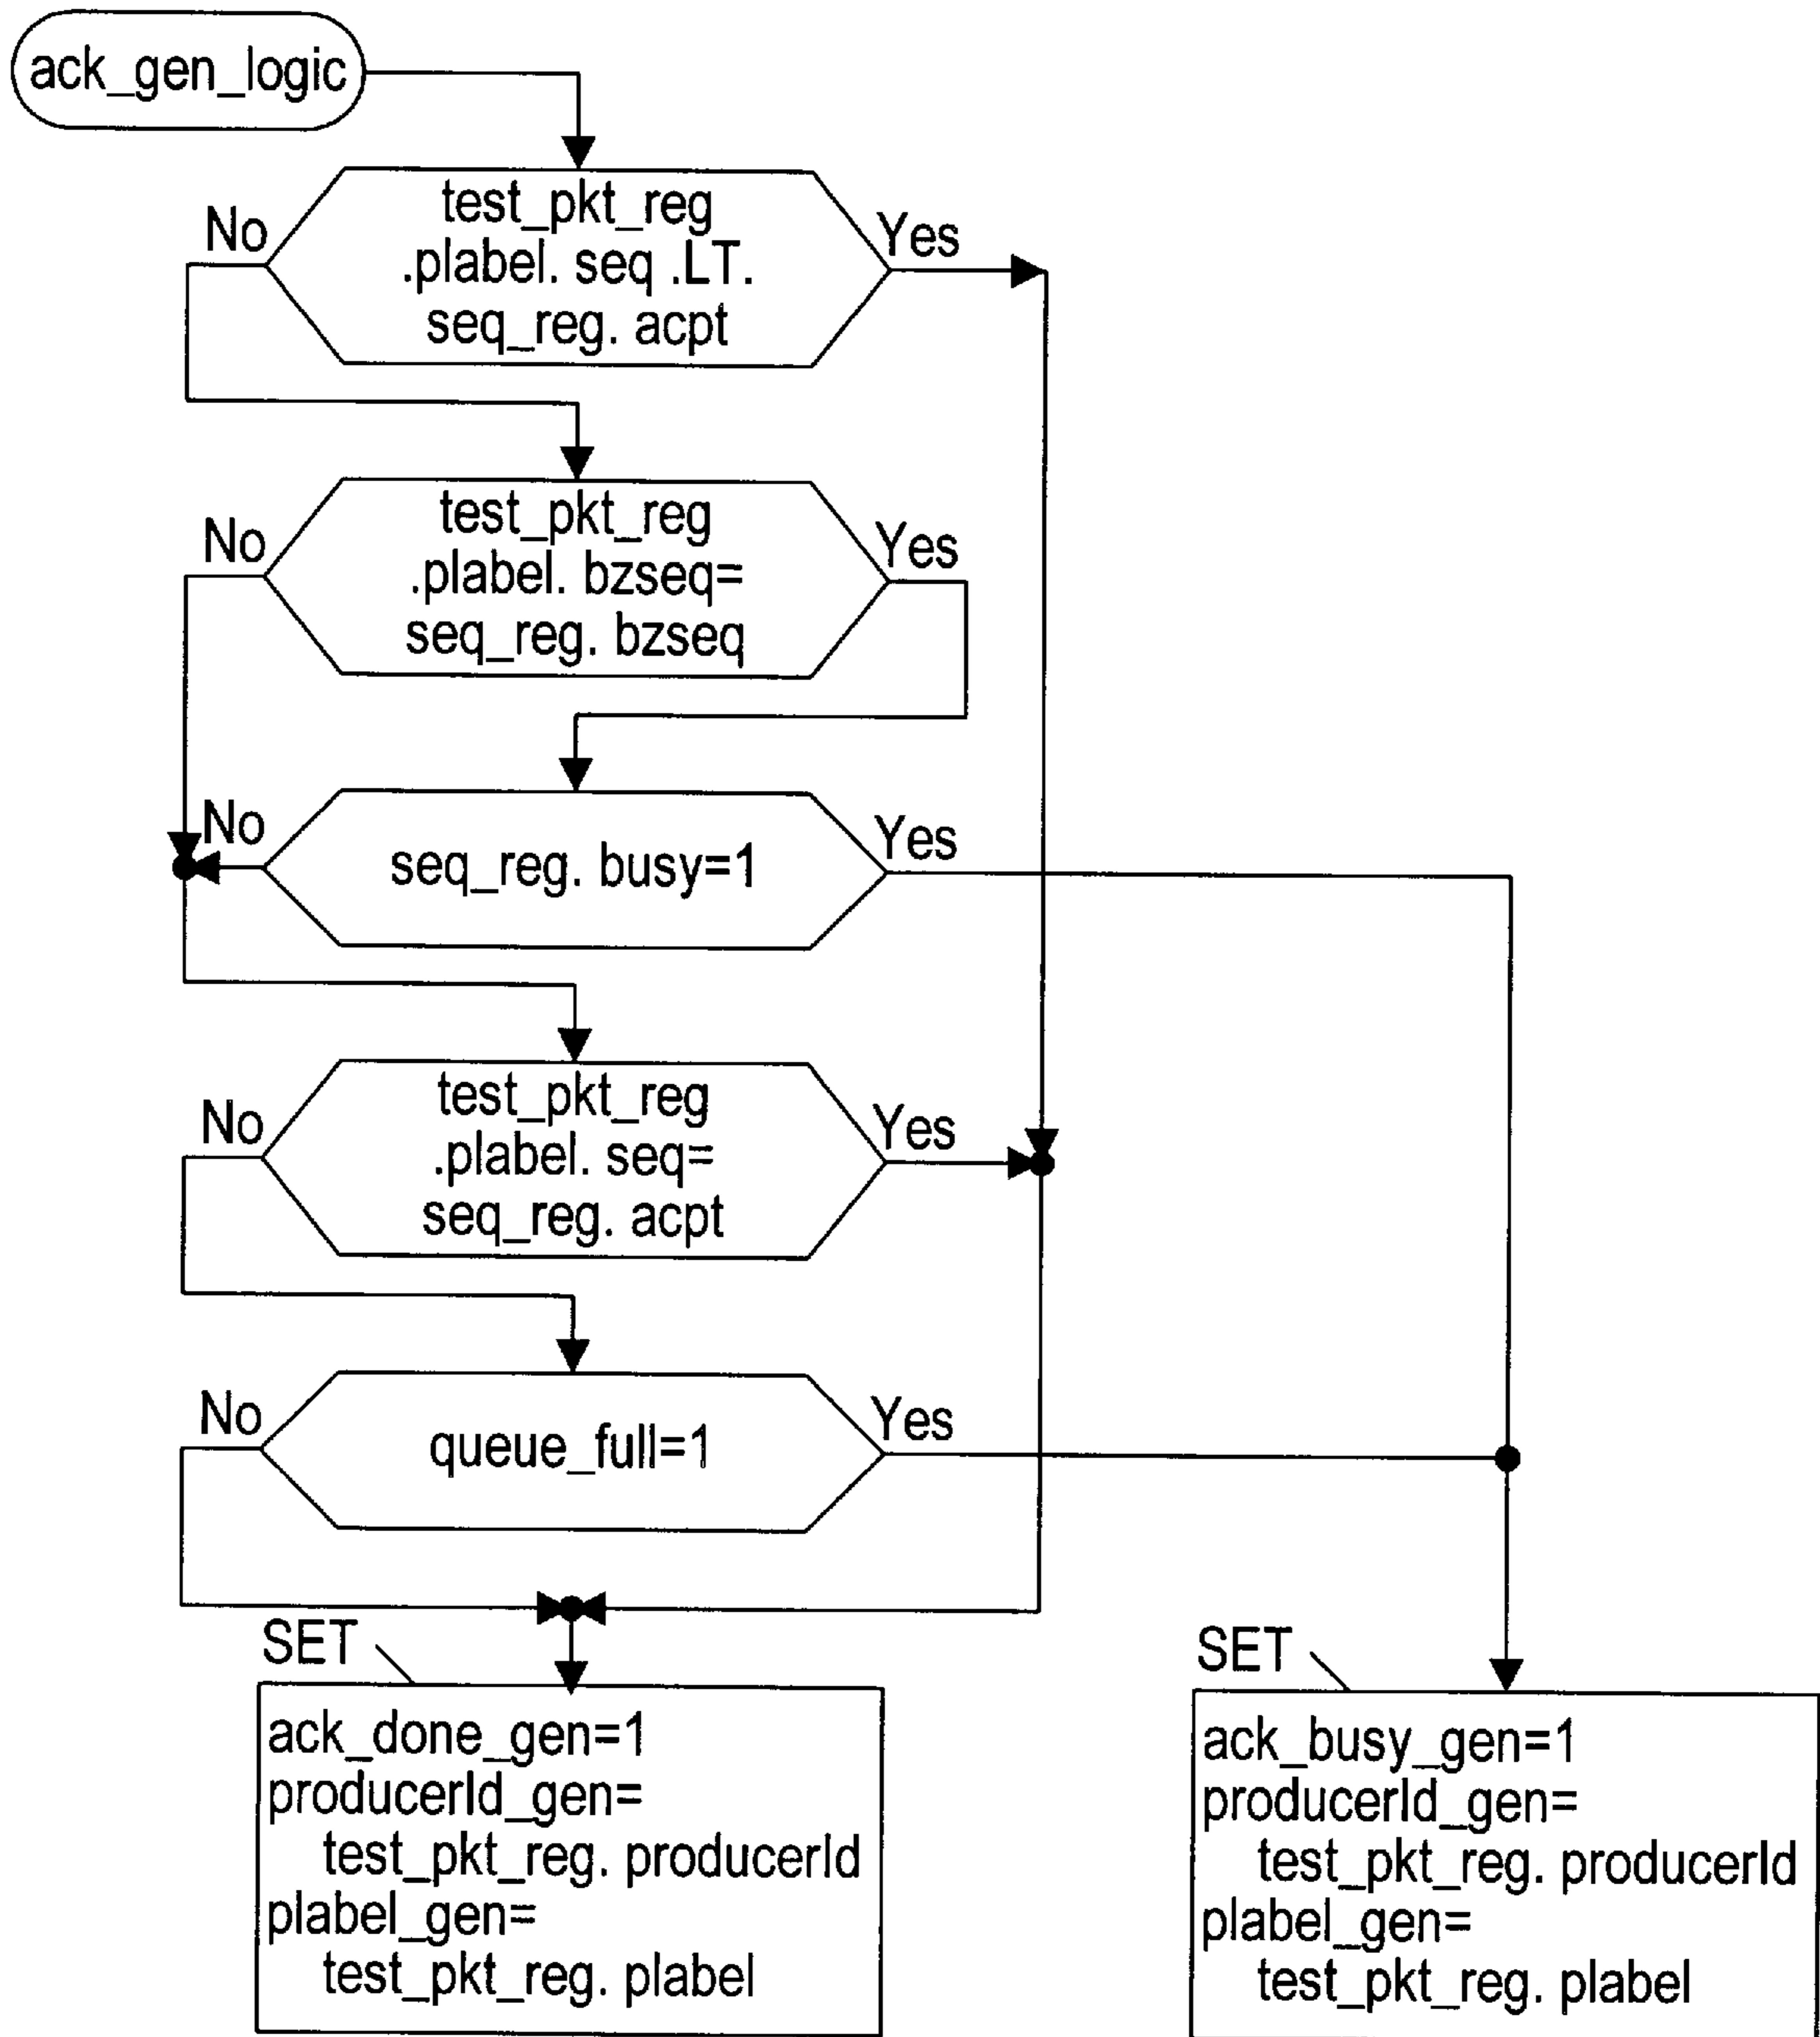 ack_gen_logic
test_pkt_reg
No
Yes
.plabel. seq .LT.
seq_reg. acpt
test_pkt_reg
No
Yes
.plabel. bzseq=
seq_reg. bzseq
No
Yes
seq_reg. busy=1
test_pkt_reg
No
Yes
.plabel. seq=
seq_reg. acpt
No
Yes
queue_full=1
SET
ack_done_gen=1
producerId_gen=
test_pkt_reg. producerId
plabel_gen=
test_pkt_reg. plabel
SET
ack_busy_gen=1
producerId_gen=
test_pkt_reg. producerId
plabel_gen=
test_pkt_reg. plabel